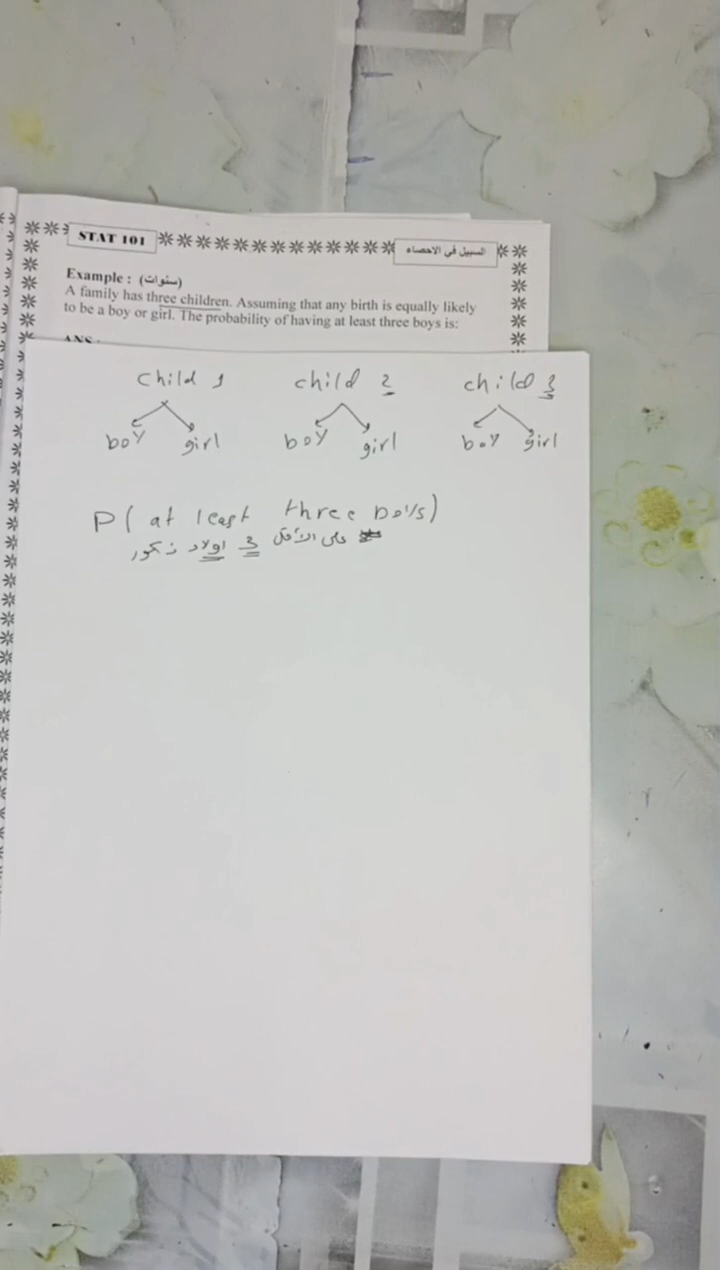 STAT 101
السبيل في الاحصاء
Example : (سنوات)
A family has three children. Assuming that any birth is equally likely
to be a boy or girl. The probability of having at least three boys is:
child 1 child 2 child 3
boy girl boy girl boy girl
P( at least three boys)
على الأقل 3 اولاد ذكور